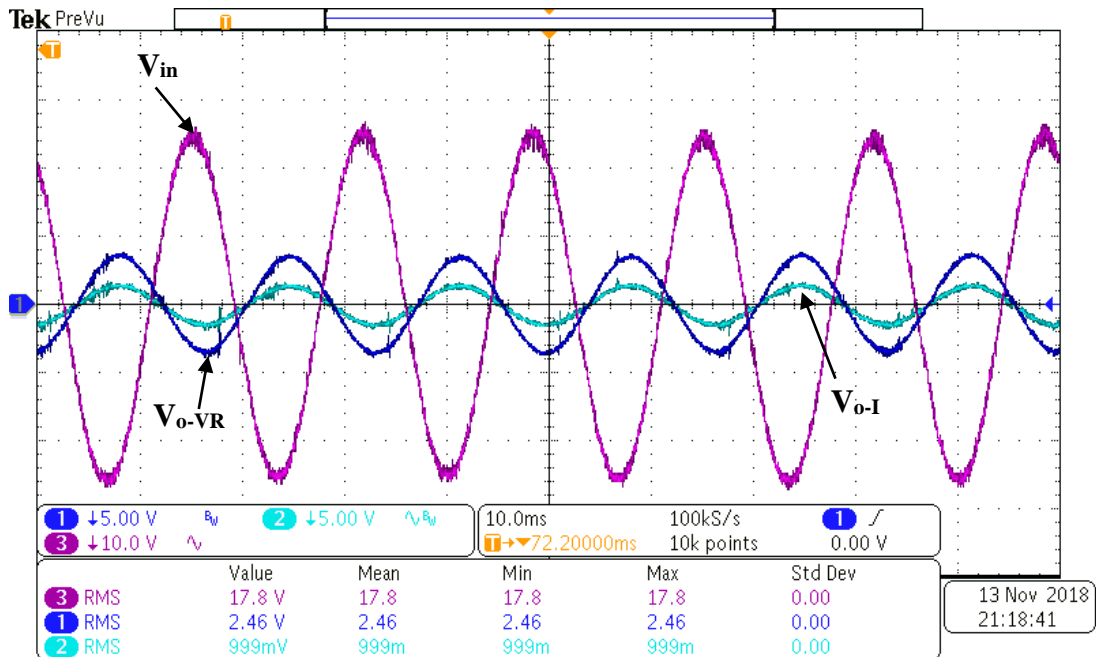 Tek PreVu
T
T
Vin
1
Vo-VR
Vo-I
1 ↓5.00 V BW 2 ↓5.00 V ∿BW
3 ↓10.0 V ∿
10.0ms 100kS/s 1 ∫
T→▼72.20000ms 10k points 0.00 V
Value Mean Min Max Std Dev
3 RMS 17.8 V 17.8 17.8 17.8 0.00
1 RMS 2.46 V 2.46 2.46 2.46 0.00
2 RMS 999mV 999m 999m 999m 0.00
13 Nov 2018
21:18:41